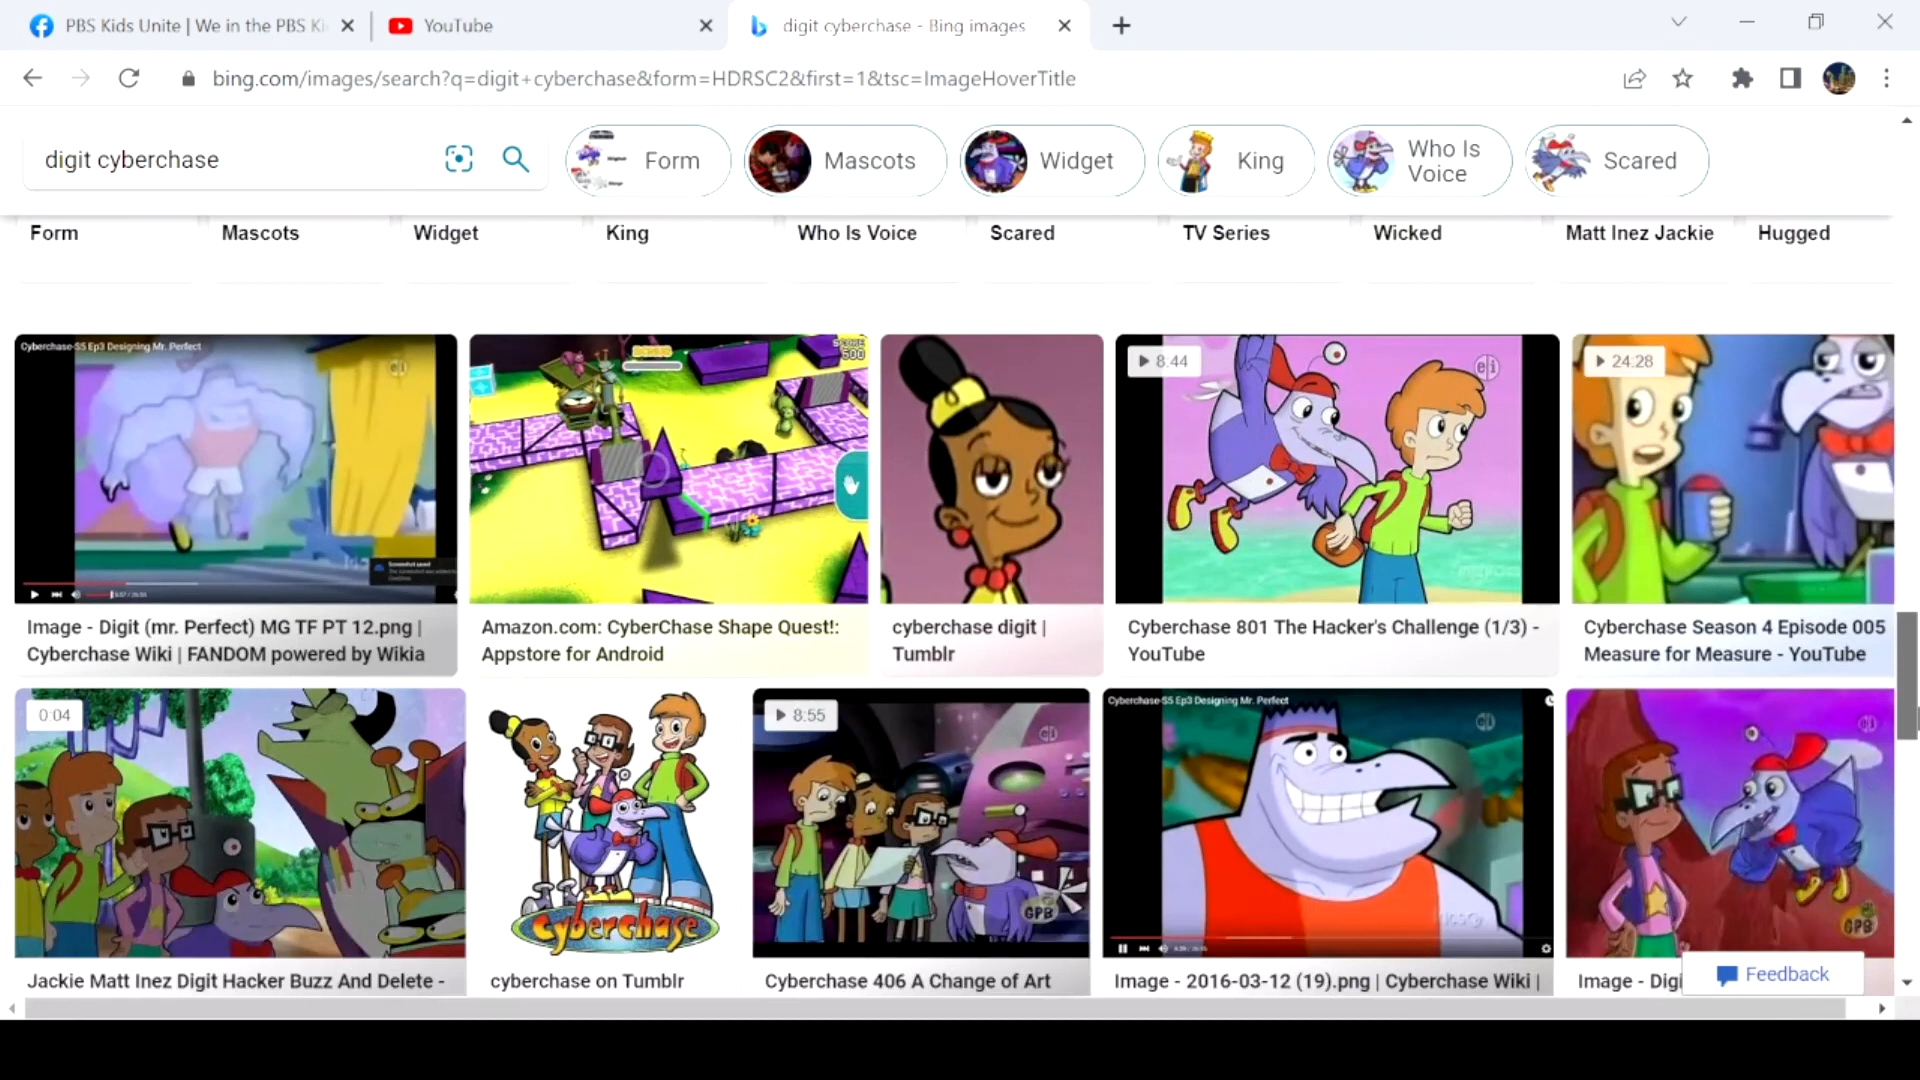 PBS Kids Unite | We in the PBS Ki
YouTube
digit cyberchase - Bing images
bing.com/images/search?q=digit+cyberchase&form=HDRSC2&first=1&tsc=ImageHoverTitle
digit cyberchase
Form
Mascots
Widget
King
Who Is
Voice
Scared
Form
Mascots
Widget
King
Who Is Voice
Scared
TV Series
Wicked
Matt Inez Jackie
Hugged
Cyberchase-S5 Ep3 Designing Mr. Perfect
Screenshot saved
BONUS
SCORE
500
8:44
24:28
Image - Digit (mr. Perfect) MG TF PT 12.png |
Cyberchase Wiki | FANDOM powered by Wikia
Amazon.com: CyberChase Shape Quest!:
Appstore for Android
cyberchase digit |
Tumblr
Cyberchase 801 The Hacker's Challenge (1/3) -
YouTube
Cyberchase Season 4 Episode 005
Measure for Measure - YouTube
0:04
Cyberchase
8:55
GPB
Cyberchase-S5 Ep3 Designing Mr. Perfect
GPB
Jackie Matt Inez Digit Hacker Buzz And Delete -
cyberchase on Tumblr
Cyberchase 406 A Change of Art
Image - 2016-03-12 (19).png | Cyberchase Wiki |
Image - Digi
Feedback